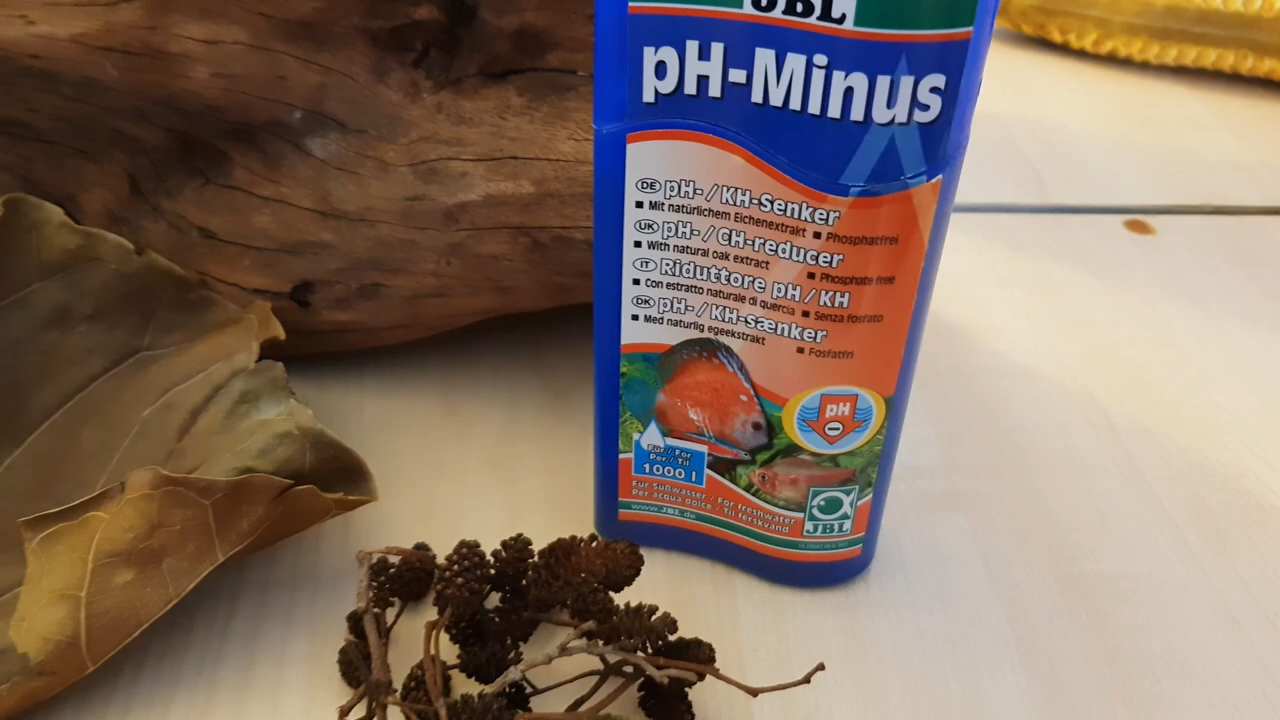 JBL
pH-Minus
DE pH- / KH-Senker
■ Mit natürlichem Eichenextrakt ■ Phosphatfrei
UK pH- / CH-reducer
■ With natural oak extract ■ Phosphate free
IT Riduttore pH / KH
■ Con estratto naturale di quercia ■ Senza fosfato
DK pH- / KH-sænker
■ Med naturlig egeekstrakt ■ Fosfatfri
pH
Für / For
Per / Til
1000 l
Für Süßwasser / For freshwater
Per acqua dolce / Til ferskvand
www.JBL.de
JBL